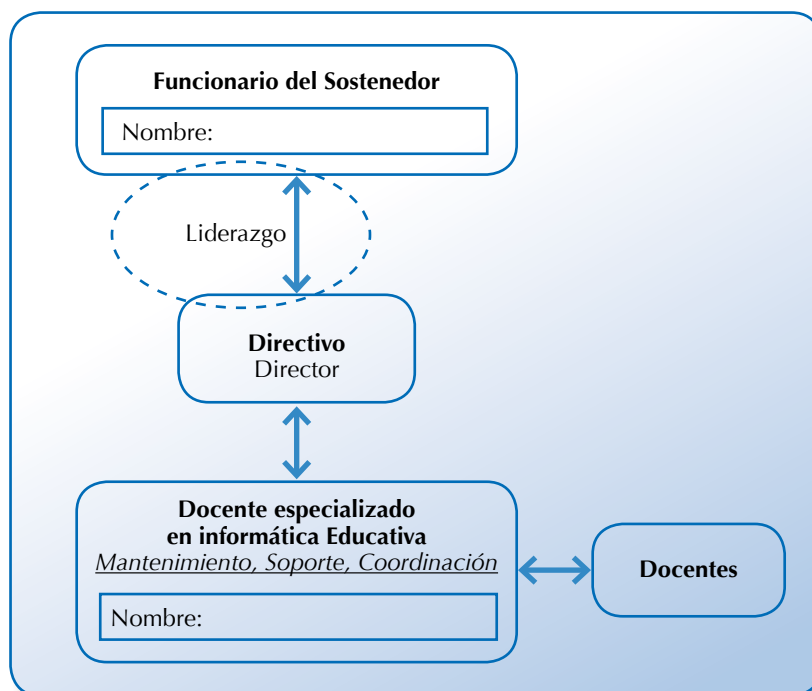 Funcionario del Sostenedor
Nombre:
Liderazgo
Directivo
Director
Docente especializado
en informática Educativa
Mantenimiento, Soporte, Coordinación
Nombre:
Docentes